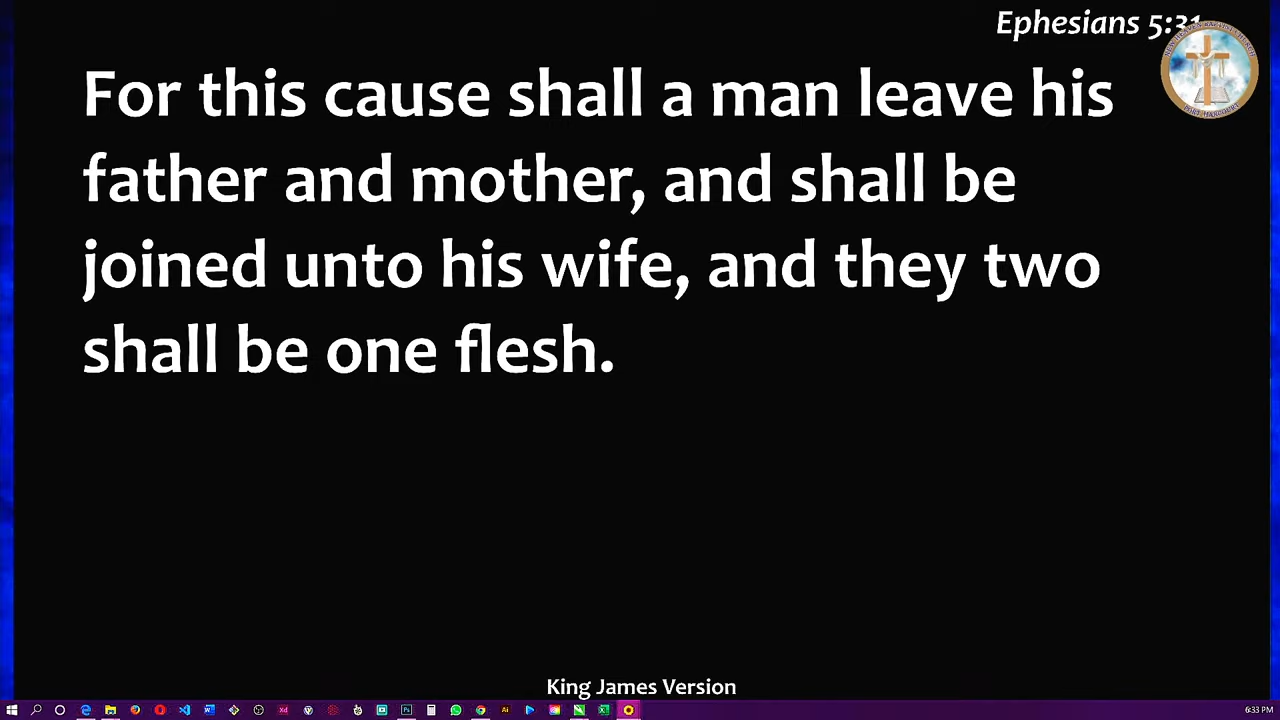 Ephesians 5:31
For this cause shall a man leave his
father and mother, and shall be
joined unto his wife, and they two
shall be one flesh.
King James Version
6:33 PM